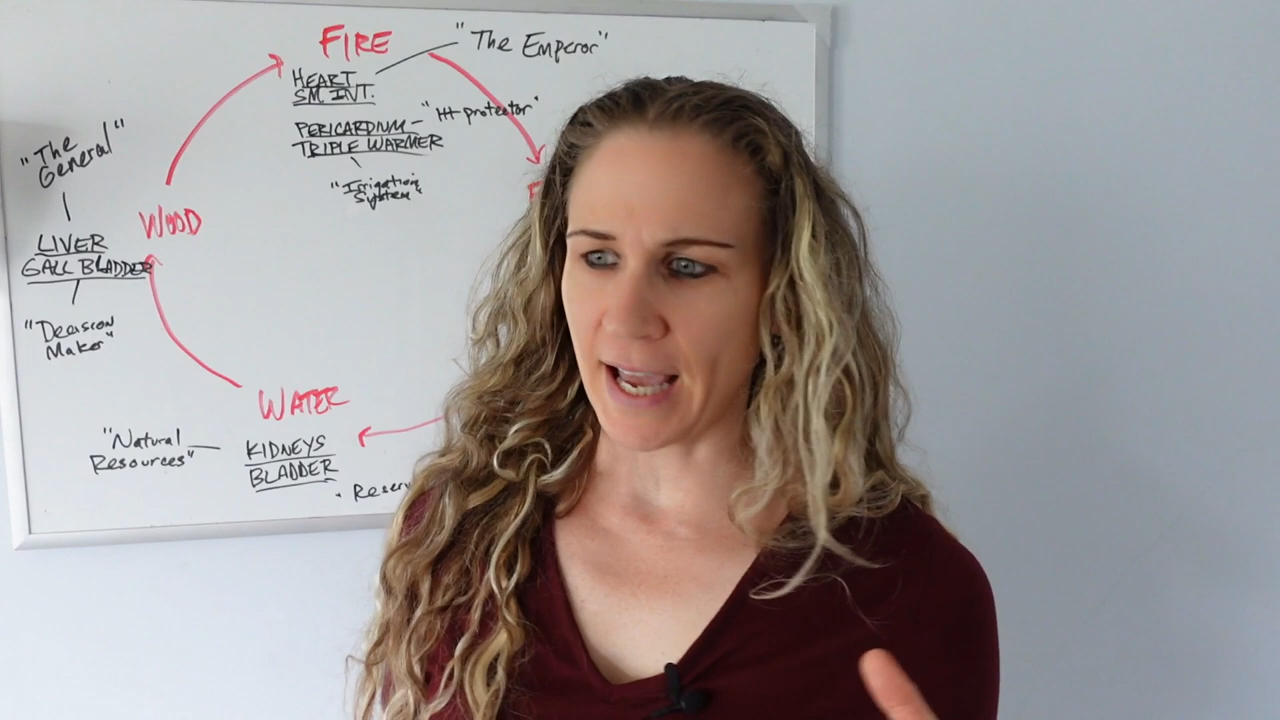 FIRE
"The Emperor"
HEART
SM. INT.
PERICARDIUM - "Ht protector"
TRIPLE WARMER
"Irrigation
System"
"The
General"
WOOD
LIVER
GALL BLADDER
"Decision
Maker"
WATER
"Natural
Resources"
KIDNEYS
BLADDER